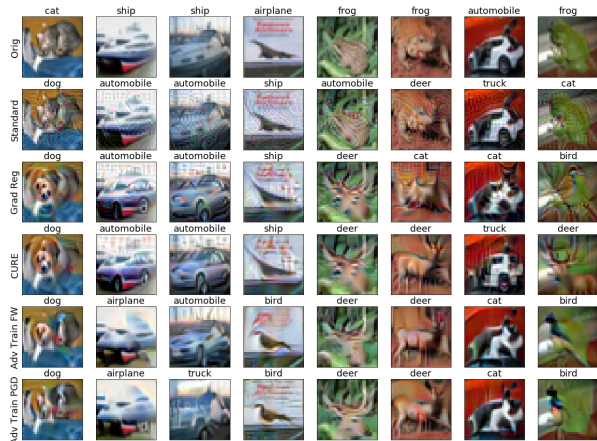 cat ship ship airplane frog frog automobile frog
Orig
dog automobile automobile ship automobile deer truck cat
Standard
dog automobile automobile ship deer cat cat bird
Grad Reg
dog automobile automobile ship deer deer truck deer
CURE
dog airplane automobile bird deer deer cat bird
Adv Train FW
dog airplane truck bird deer deer cat bird
dv Train PGD